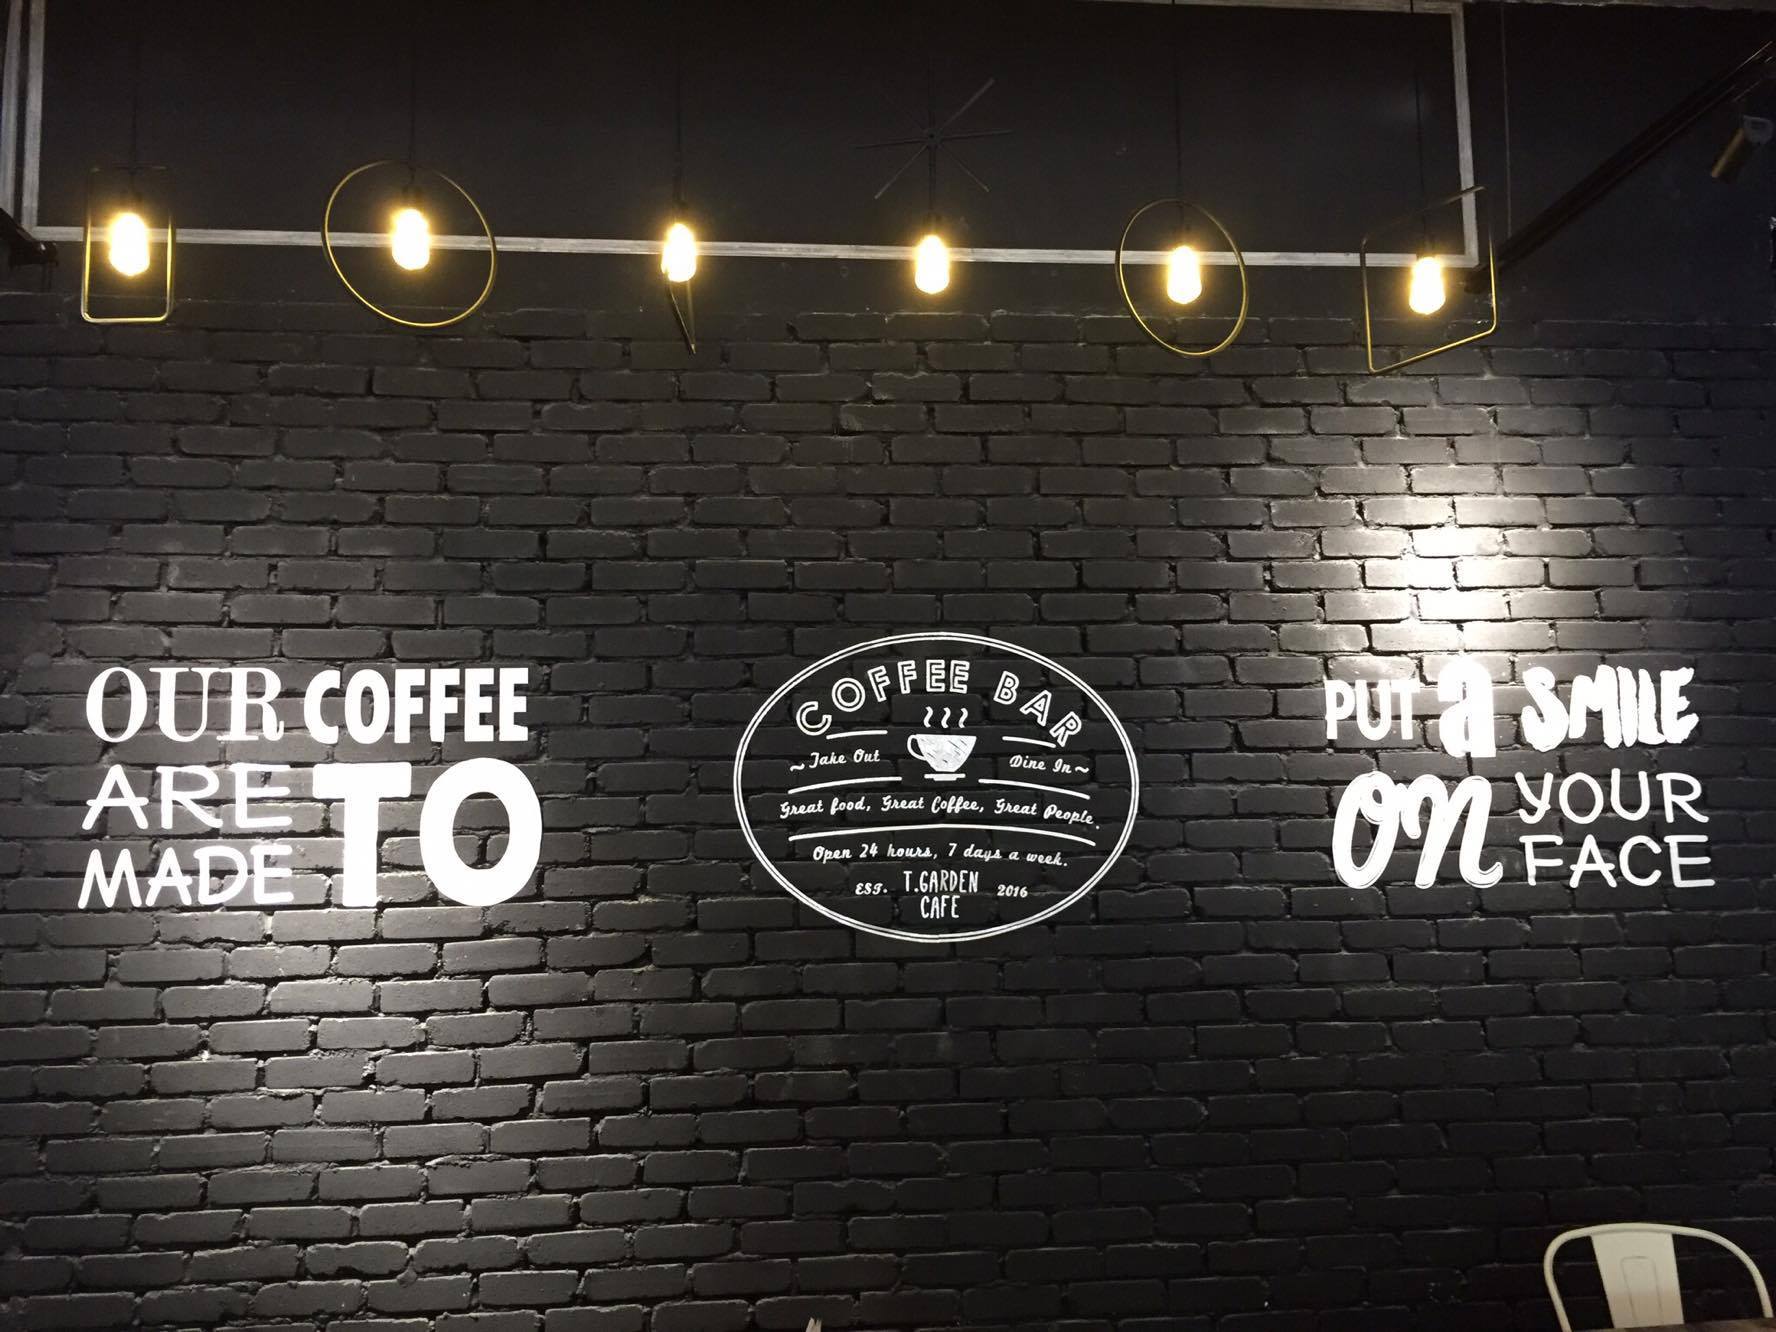 OUR COFFEE
ARE
MADE TO
COFFEE BAR
~Take Out
Dine In~
Great food, Great Coffee, Great People.
Open 24 hours, 7 days a week.
EST. T.GARDEN 2016
CAFE
PUT a SMILE
on YOUR
FACE